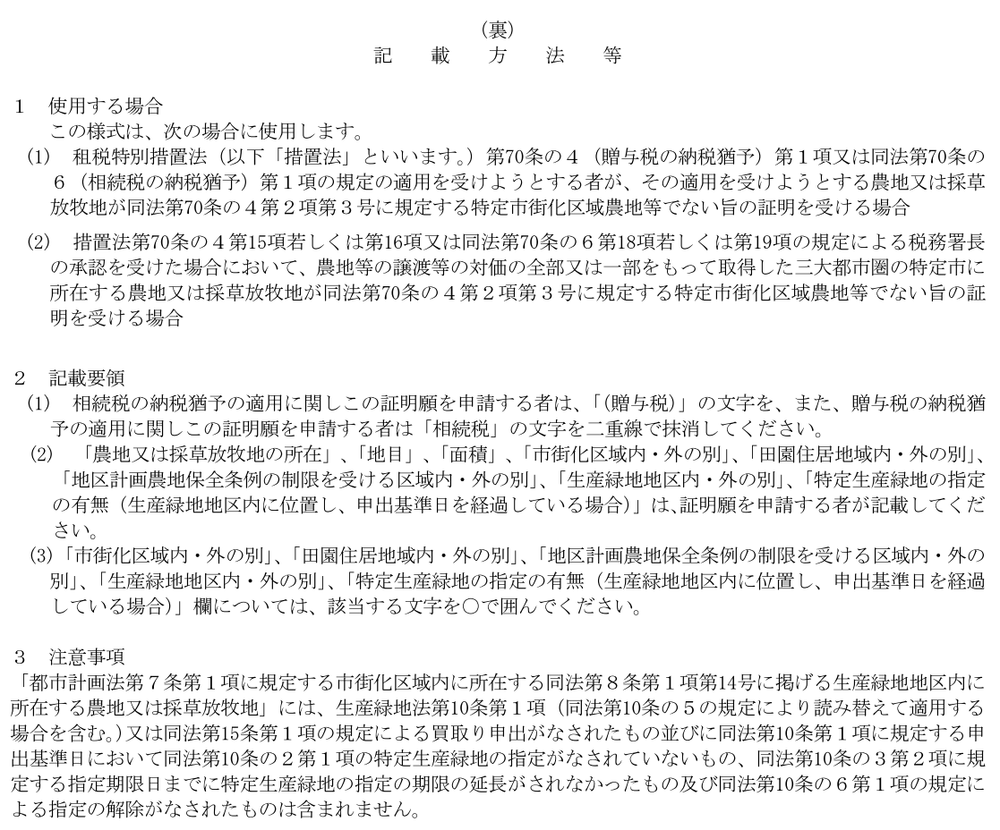 （裏）
記　載　方　法　等
１　使用する場合
この様式は、次の場合に使用します。
(1)　租税特別措置法（以下「措置法」といいます。）第70条の４（贈与税の納税猶予）第１項又は同法第70条の
６（相続税の納税猶予）第１項の規定の適用を受けようとする者が、その適用を受けようとする農地又は採草
放牧地が同法第70条の４第２項第３号に規定する特定市街化区域農地等でない旨の証明を受ける場合
(2)　措置法第70条の４第15項若しくは第16項又は同法第70条の６第18項若しくは第19項の規定による税務署長
の承認を受けた場合において、農地等の譲渡等の対価の全部又は一部をもって取得した三大都市圏の特定市に
所在する農地又は採草放牧地が同法第70条の４第２項第３号に規定する特定市街化区域農地等でない旨の証
明を受ける場合
２　記載要領
(1)　相続税の納税猶予の適用に関しこの証明願を申請する者は、「（贈与税）」の文字を、また、贈与税の納税猶
予の適用に関しこの証明願を申請する者は「相続税」の文字を二重線で抹消してください。
(2)　「農地又は採草放牧地の所在」、「地目」、「面積」、「市街化区域内・外の別」、「田園住居地域内・外の別」、
「地区計画農地保全条例の制限を受ける区域内・外の別」、「生産緑地地区内・外の別」、「特定生産緑地の指定
の有無（生産緑地地区内に位置し、申出基準日を経過している場合）」は、証明願を申請する者が記載してくだ
さい。
(3)「市街化区域内・外の別」、「田園住居地域内・外の別」、「地区計画農地保全条例の制限を受ける区域内・外の
別」、「生産緑地地区内・外の別」、「特定生産緑地の指定の有無（生産緑地地区内に位置し、申出基準日を経過
している場合）」欄については、該当する文字を○で囲んでください。
３　注意事項
「都市計画法第７条第１項に規定する市街化区域内に所在する同法第８条第１項第14号に掲げる生産緑地地区内に
所在する農地又は採草放牧地」には、生産緑地法第10条第１項（同法第10条の５の規定により読み替えて適用する
場合を含む。）又は同法第15条第１項の規定による買取り申出がなされたもの並びに同法第10条第１項に規定する申
出基準日において同法第10条の２第１項の特定生産緑地の指定がなされていないもの、同法第10条の３第２項に規
定する指定期限日までに特定生産緑地の指定の期限の延長がされなかったもの及び同法第10条の６第１項の規定に
よる指定の解除がなされたものは含まれません。